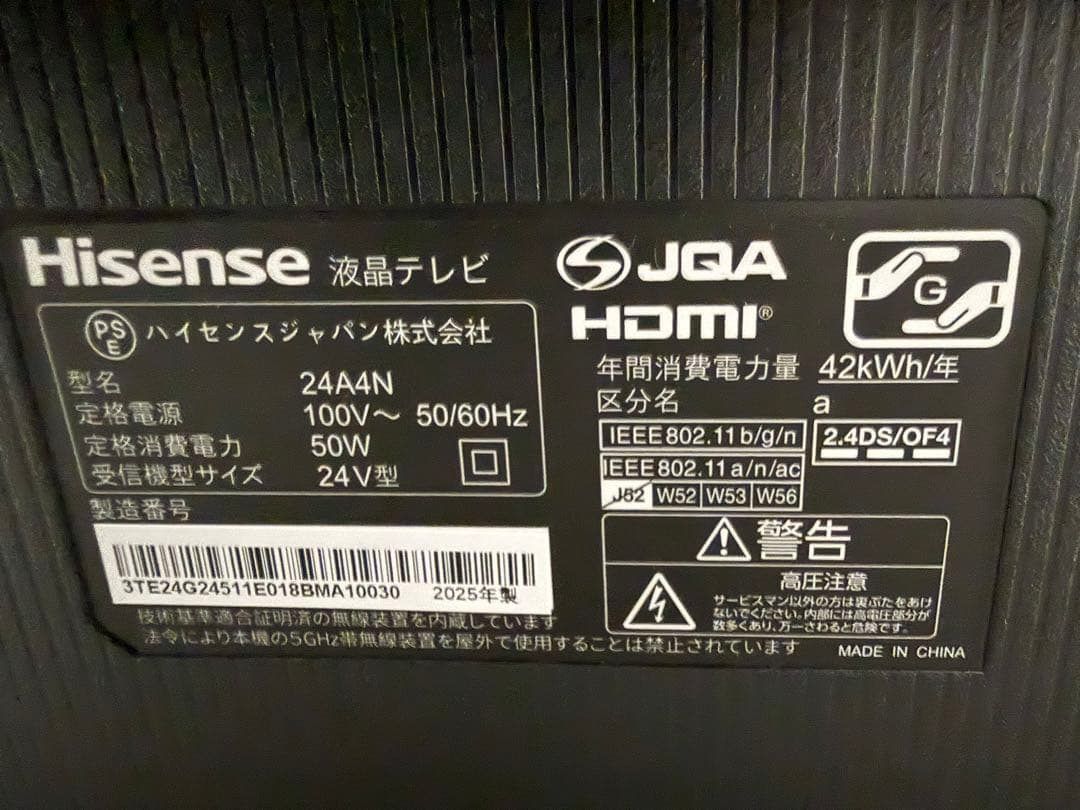 Hisense 液晶テレビ
PSE ハイセンスジャパン株式会社
型名 24A4N
定格電源 100V～ 50/60Hz
定格消費電力 50W
受信機型サイズ 24V型
製造番号
3TE24G24511E018BMA10030 2025年製
技術基準適合証明済の無線装置を内蔵しています
法令により本機の5GHz帯無線装置を屋外で使用することは禁止されています
S JQA
HDMI®
G
年間消費電力量 42kWh/年
区分名 a
IEEE802.11b/g/n
2.4DS/OF4
IEEE802.11a/n/ac
J52 W52 W53 W56
警告
高圧注意
サービスマン以外の方は裏ぶたをあけ
ないでください。内部には高電圧部分が
数多くあり、万一さわると危険です。
MADE IN CHINA